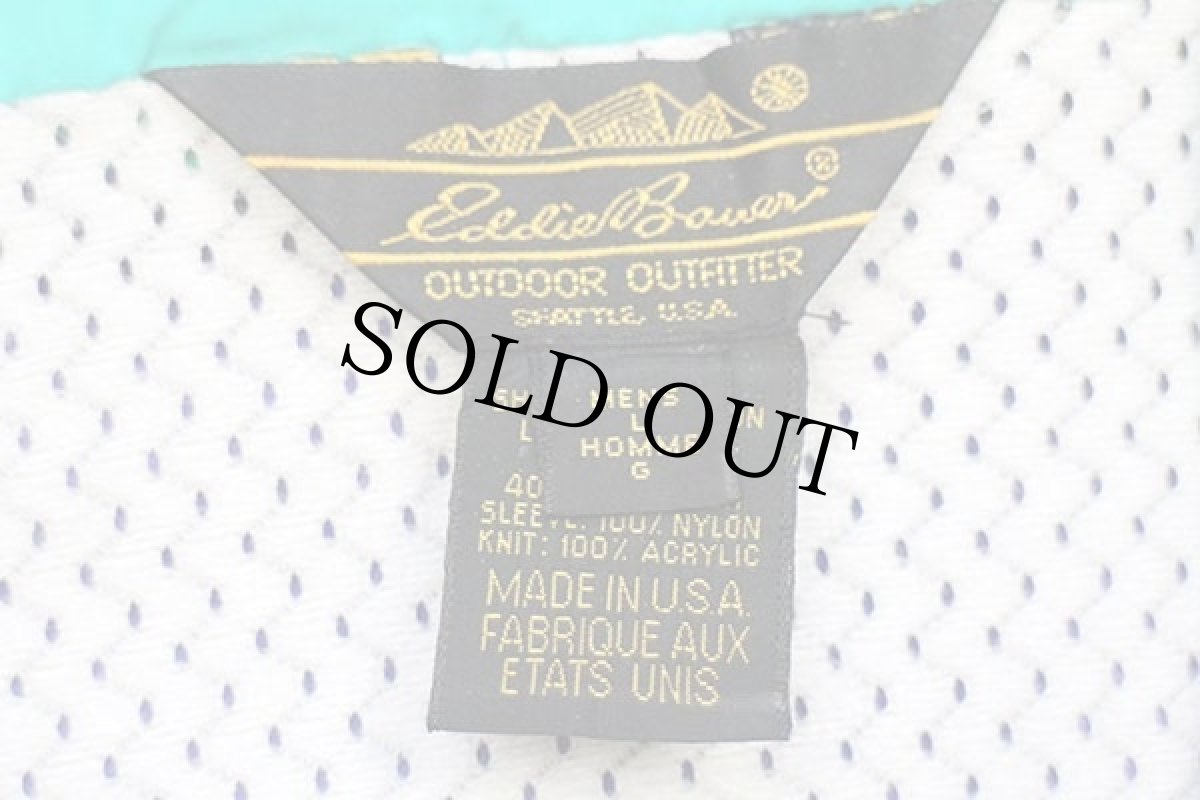 Eddie Bauer®
OUTDOOR OUTFITTER
SEATTLE, U.S.A.
SOLD OUT
MENS
L
HOMME
G
40
SLEEVE: 100% NYLON
KNIT: 100% ACRYLIC
MADE IN U.S.A.
FABRIQUE AUX
ETATS UNIS